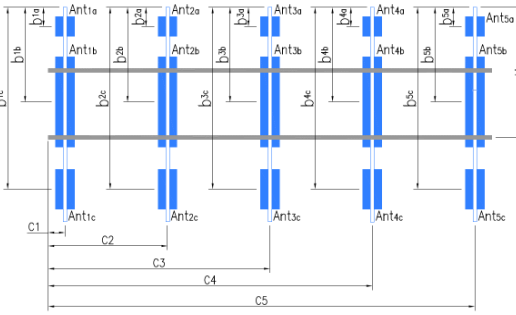 Ant1a Ant2a Ant3a Ant4a Ant5a
b1a b2a b3a b4a b5a
Ant1b Ant2b Ant3b Ant4b Ant5b
b1b b2b b3b b4b b5b
b1c b2c b3c b4c b5c
Ant1c Ant2c Ant3c Ant4c Ant5c
C1
C2
C3
C4
C5